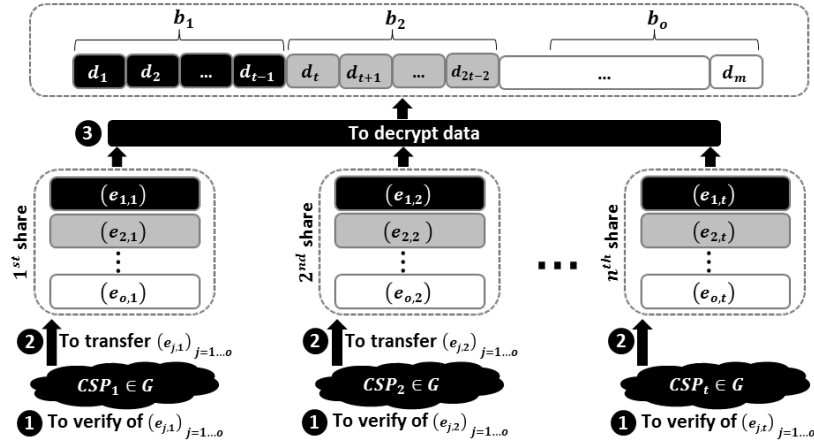 b₁ b₂ bₒ
d₁ d₂ ... dₜ₋₁ dₜ dₜ₊₁ ... d₂ₜ₋₂ ... dₘ
3 To decrypt data
1ˢᵗ share
(e₁,₁)
(e₂,₁)
⋮
(eₒ,₁)
2ⁿᵈ share
(e₁,₂)
(e₂,₂)
⋮
(eₒ,₂)
...
nᵗʰ share
(e₁,ₜ)
(e₂,ₜ)
⋮
(eₒ,ₜ)
2 To transfer (eⱼ,₁) j=1...o
2 To transfer (eⱼ,₂) j=1...o
2
CSP₁ ∈ G
CSP₂ ∈ G
CSPₜ ∈ G
1 To verify of (eⱼ,₁) j=1...o
1 To verify of (eⱼ,₂) j=1...o
1 To verify of (eⱼ,ₜ) j=1...o